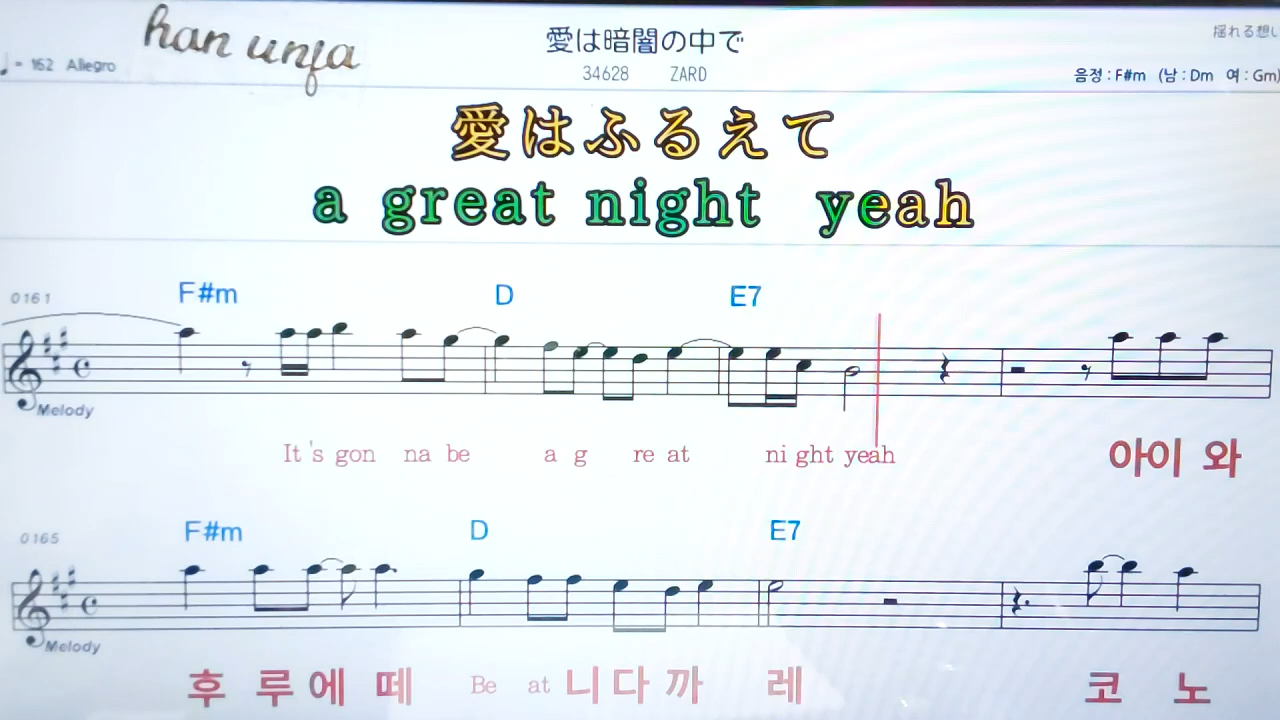 han unja
愛は暗闇の中で
揺れる想い
♩= 162 Allegro
34628 ZARD
음정 : F#m (남 : Dm 여 : Gm)
愛はふるえて
a great night yeah
0161
F#m D E7
Melody
It's gon na be a g re at ni ght yeah 아이 와
0165
F#m D E7
Melody
후 루에 떼 Be at 니다까 레 코 노